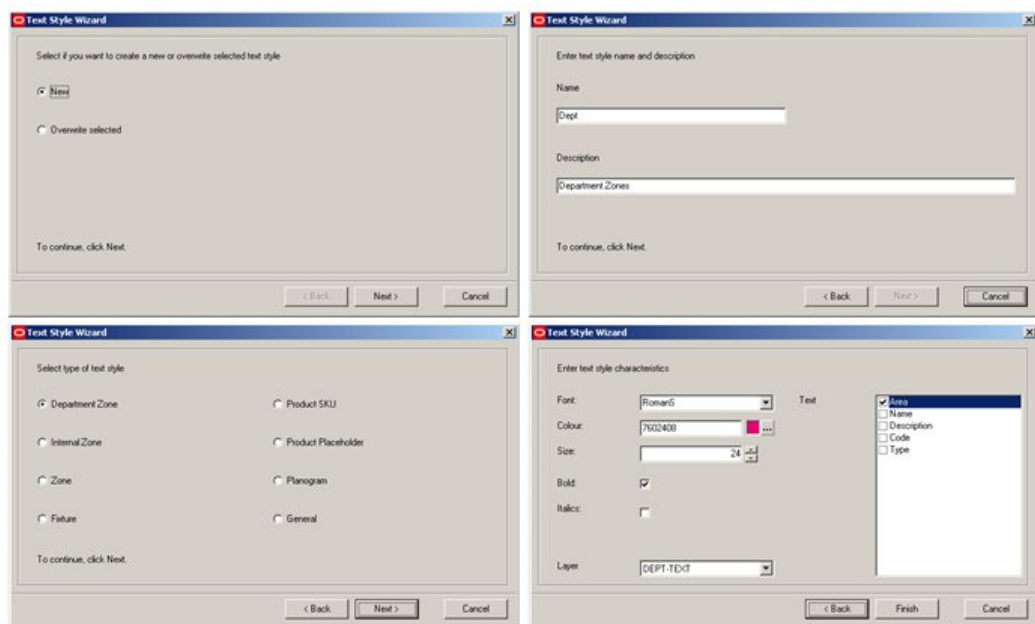 Text Style Wizard
Select if you want to create a new or overwrite selected text style
New
Overwrite selected
To continue, click Next.
< Back Next > Cancel
Text Style Wizard
Enter text style name and description
Name
Dept
Description
Department Zones
To continue, click Next.
< Back Next > Cancel
Text Style Wizard
Select type of text style
Department Zone Product SKU
Internal Zone Product Placeholder
Zone Planogram
Fixture General
To continue, click Next.
< Back Next > Cancel
Text Style Wizard
Enter text style characteristics
Font: RomanS Text Area
Name
Colour: 7602408 ... Description
Code
Size: 24 Type
Bold:
Italics:
Layer DEPT-TEXT
< Back Finish Cancel